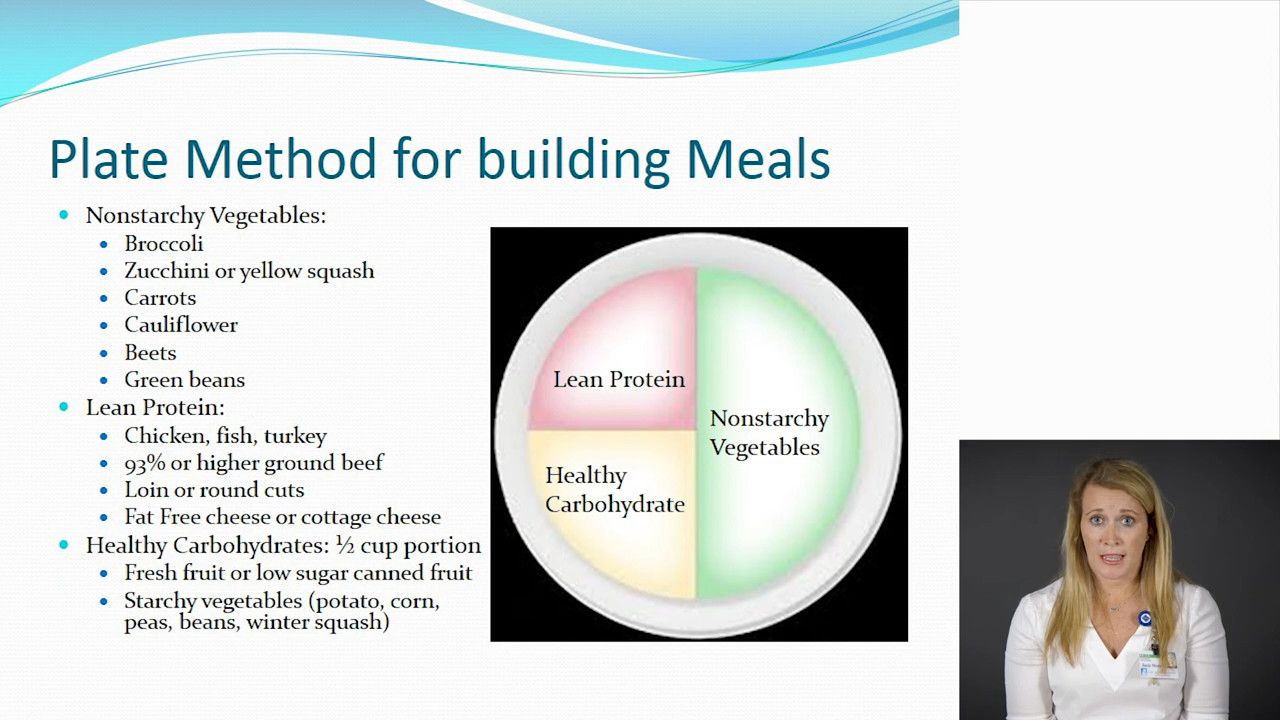 Plate Method for building Meals
Nonstarchy Vegetables:
Broccoli
Zucchini or yellow squash
Carrots
Cauliflower
Beets
Green beans
Lean Protein:
Chicken, fish, turkey
93% or higher ground beef
Loin or round cuts
Fat Free cheese or cottage cheese
Healthy Carbohydrates: ½ cup portion
Fresh fruit or low sugar canned fruit
Starchy vegetables (potato, corn,
peas, beans, winter squash)
Lean Protein
Nonstarchy
Vegetables
Healthy
Carbohydrate